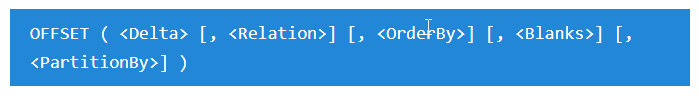 OFFSET ( <Delta> [, <Relation>] [, <OrderBy>] [, <Blanks>] [,
<PartitionBy>] )